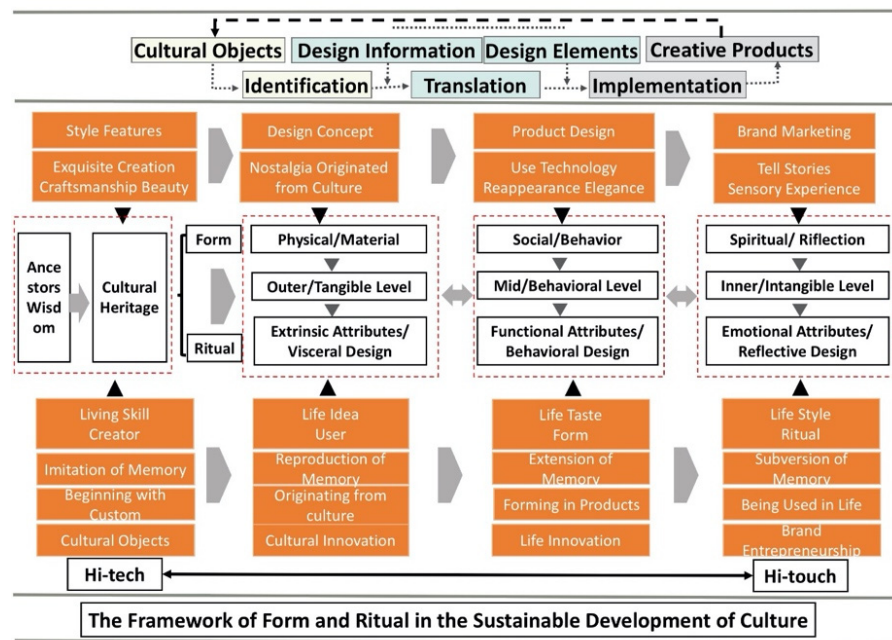 Cultural Objects
Design Information
Design Elements
Creative Products
Identification
Translation
Implementation
Style Features
Design Concept
Product Design
Brand Marketing
Exquisite Creation
Craftsmanship Beauty
Nostalgia Originated
from Culture
Use Technology
Reappearance Elegance
Tell Stories
Sensory Experience
Ance
stors
Wisd
om
Cultural
Heritage
Form
Ritual
Physical/Material
Outer/Tangible Level
Extrinsic Attributes/
Visceral Design
Social/Behavior
Mid/Behavioral Level
Functional Attributes/
Behavioral Design
Spiritual/ Riflection
Inner/Intangible Level
Emotional Attributes/
Reflective Design
Living Skill
Creator
Imitation of Memory
Beginning with
Custom
Cultural Objects
Life Idea
User
Reproduction of
Memory
Originating from
culture
Cultural Innovation
Life Taste
Form
Extension of
Memory
Forming in Products
Life Innovation
Life Style
Ritual
Subversion of
Memory
Being Used in Life
Brand
Entrepreneurship
Hi-tech
Hi-touch
The Framework of Form and Ritual in the Sustainable Development of Culture